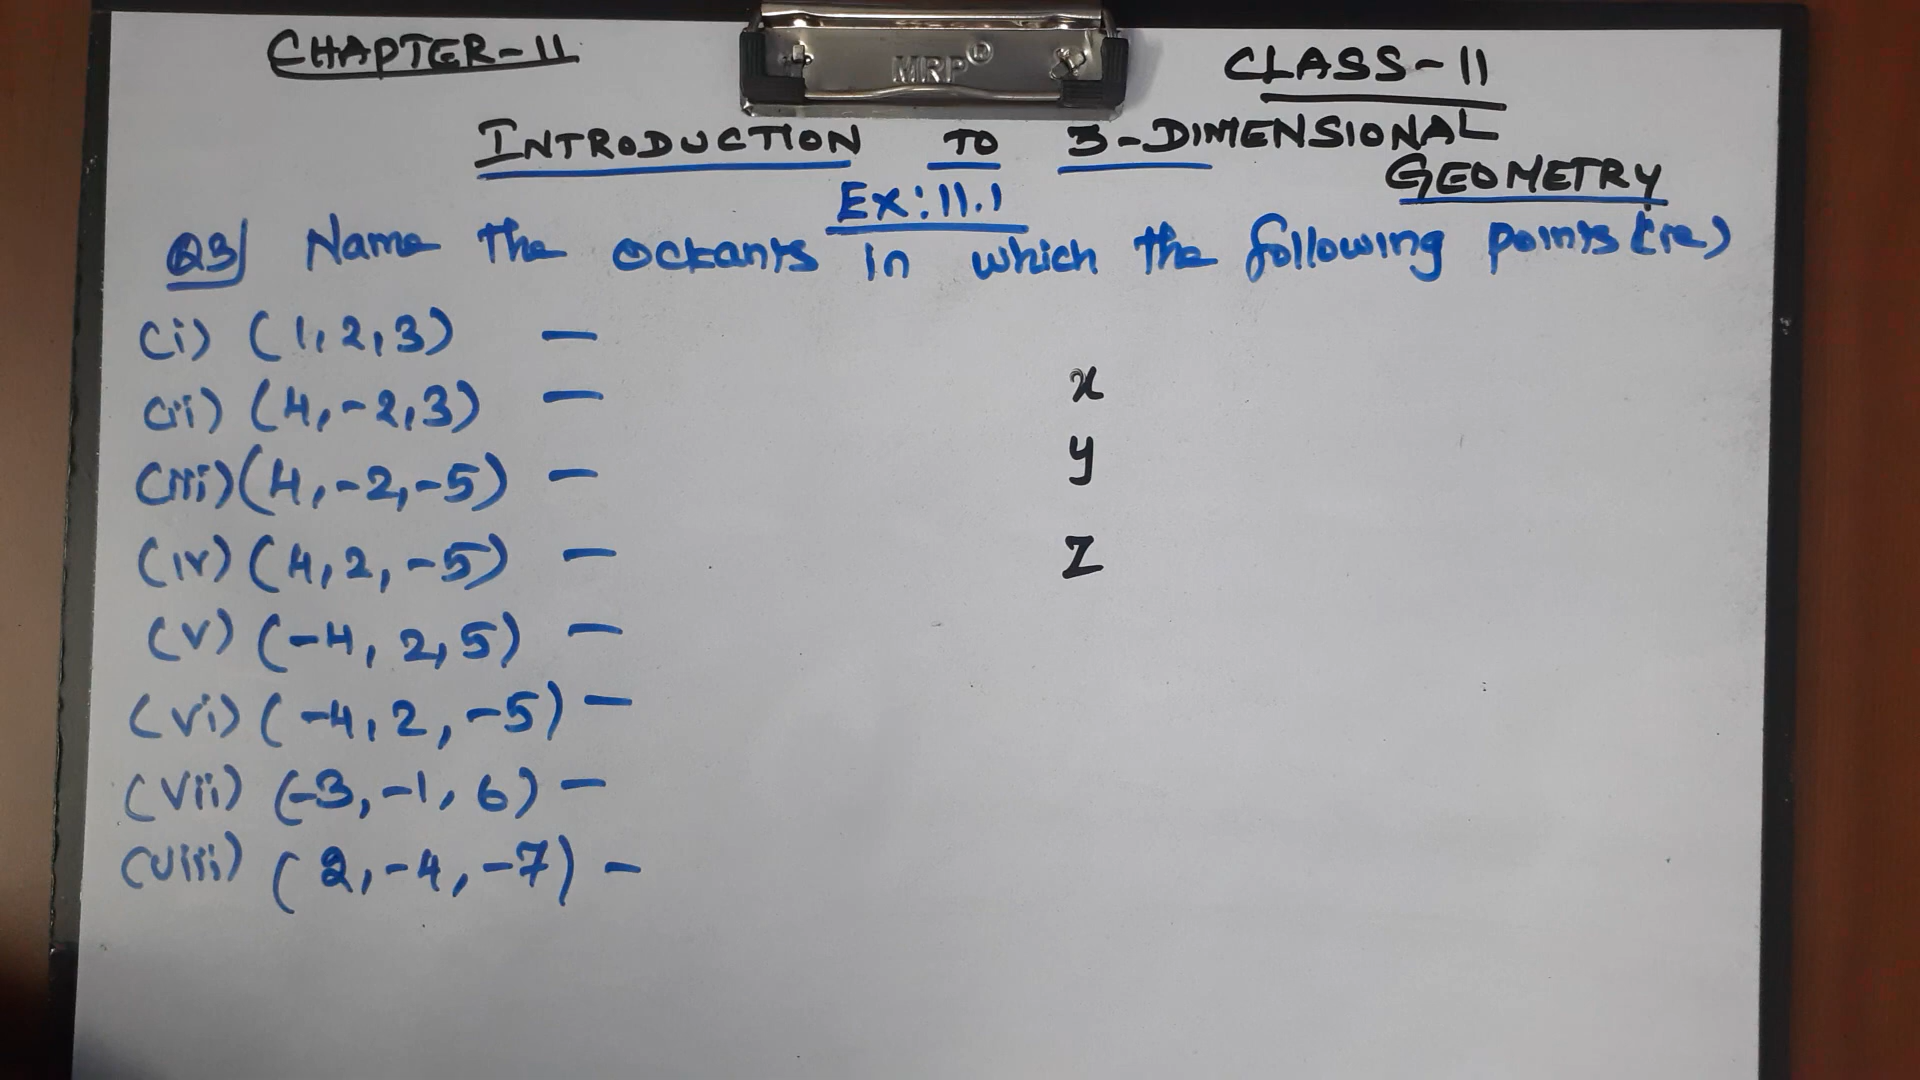 CHAPTER-11
MRP
CLASS-11
INTRODUCTION TO 3-DIMENSIONAL
GEOMETRY
Ex:11.1
Q3) Name the octants in which the following points (lie)
(i) (1,2,3) -
(ii) (4,-2,3) -
(iii) (4,-2,-5) -
(iv) (4,2,-5) -
(v) (-4, 2,5) -
(vi) (-4,2,-5) -
(vii) (-3,-1,6) -
(viii) (2,-4,-7) -
x
y
z